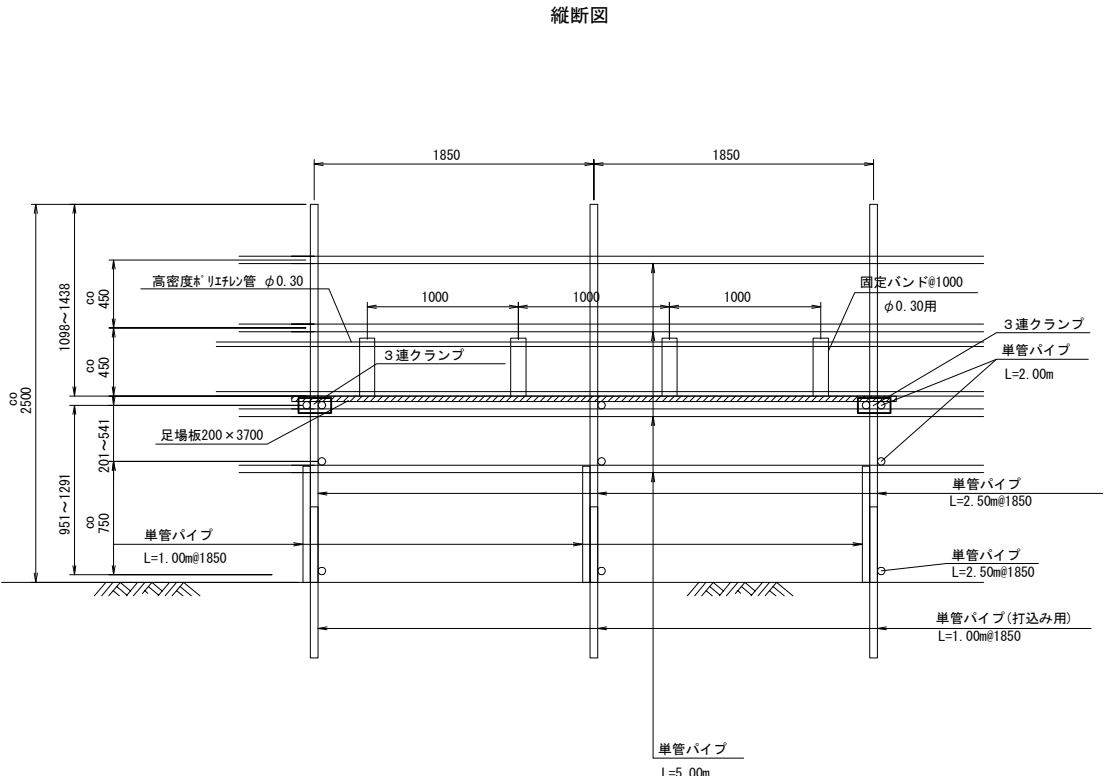 縦断図
1850
1850
高密度ﾎﾟﾘｴﾁﾚﾝ管 φ0.30
1000
1000
1000
固定バンド@1000
φ0.30用
3連クランプ
3連クランプ
単管パイプ
L=2.00m
足場板200×3700
co
2500
1098~1438
951~1291
co
450
co
450
201~541
co
750
単管パイプ
L=1.00m@1850
単管パイプ
L=2.50m@1850
単管パイプ
L=2.50m@1850
単管パイプ(打込み用)
L=1.00m@1850
単管パイプ
L=5.00m